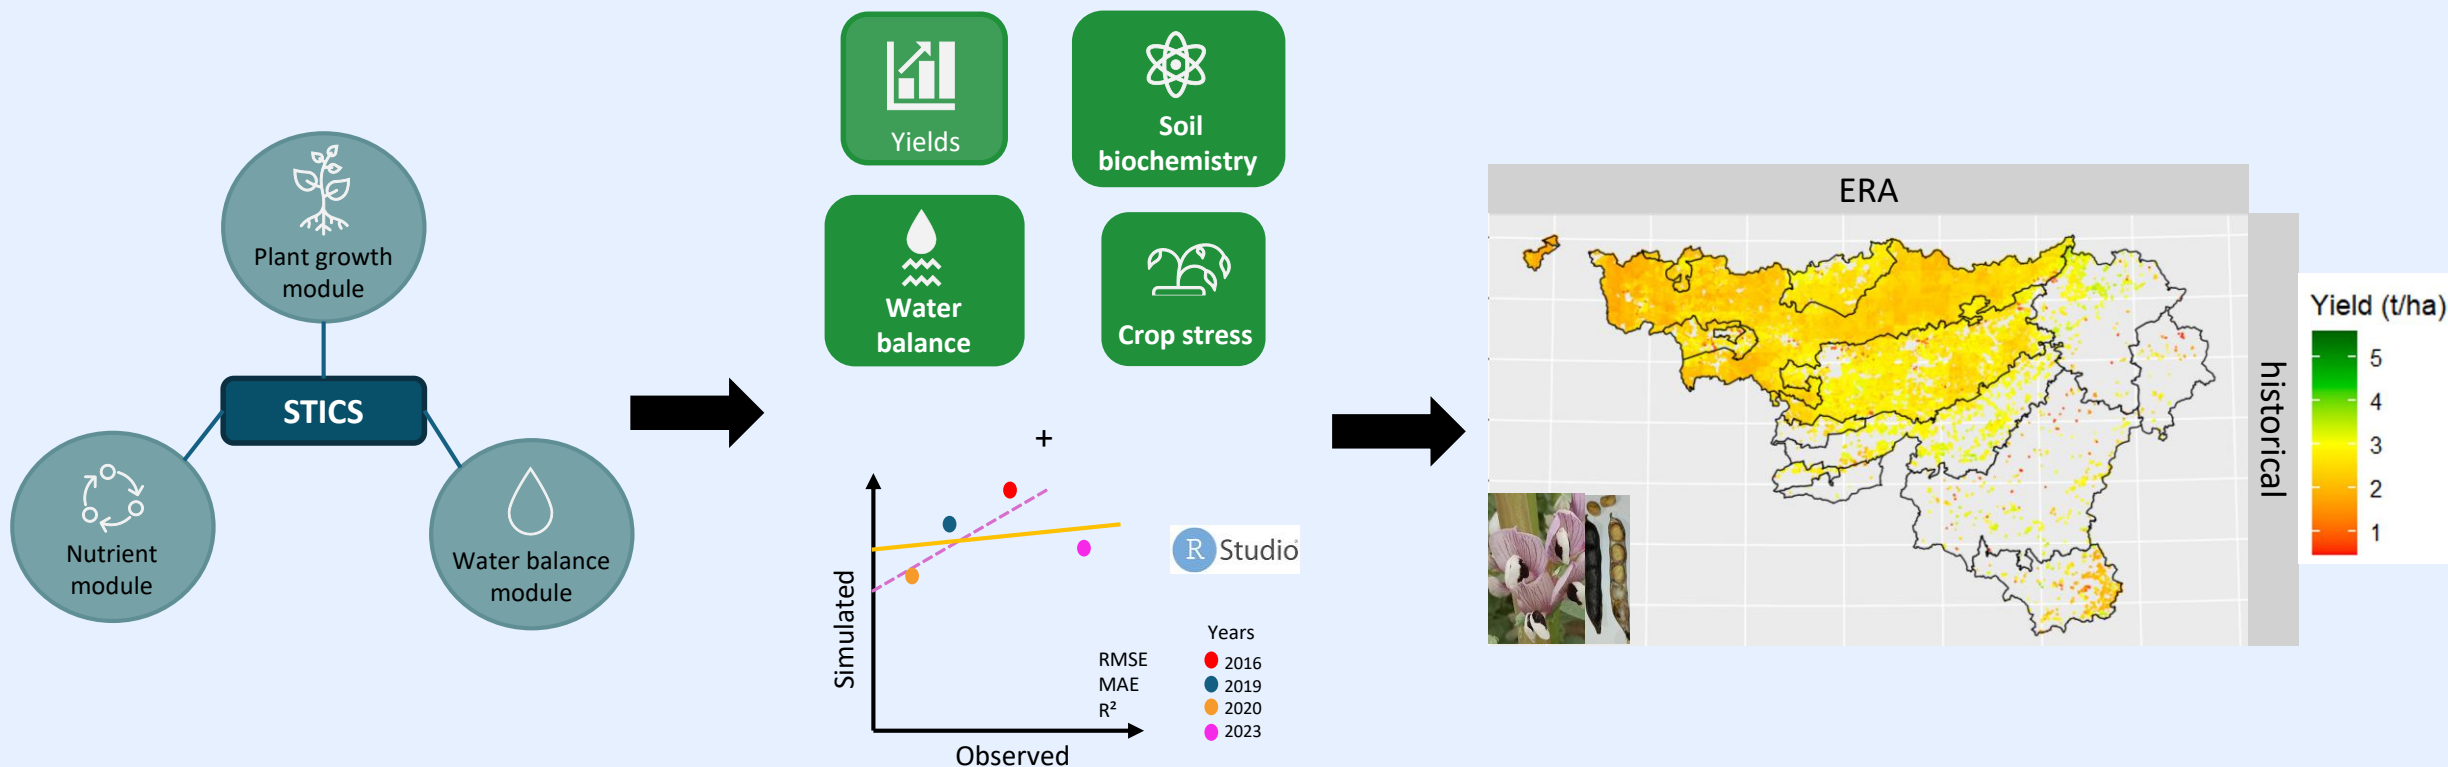 Plant growth
module
STICS
Nutrient
module
Water balance
module
Yields
Soil
biochemistry
Water
balance
Crop stress
+
Simulated
Observed
R Studio
RMSE
MAE
R²
Years
2016
2019
2020
2023
ERA
historical
Yield (t/ha)
5
4
3
2
1